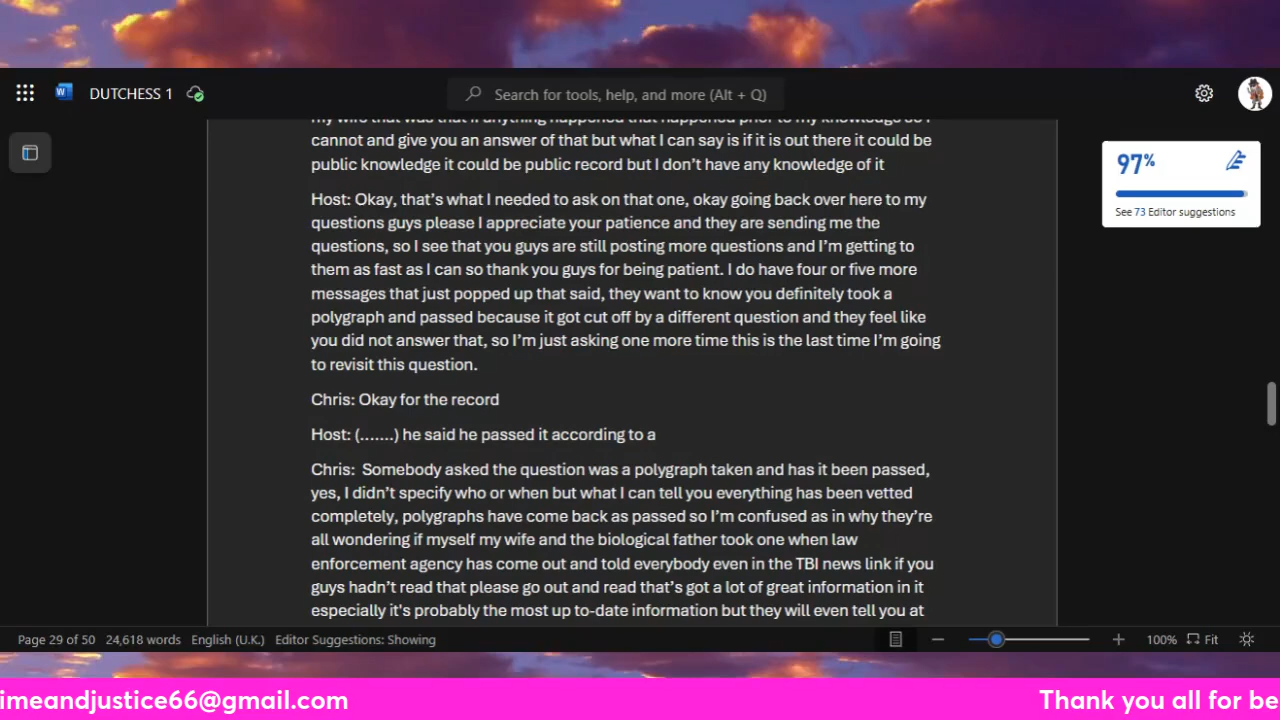 DUTCHESS 1
Search for tools, help, and more (Alt + Q)
my wife that was that if anything happened that happened prior to my knowledge so I
cannot and give you an answer of that but what I can say is if it is out there it could be
public knowledge it could be public record but I don't have any knowledge of it
97%
See 73 Editor suggestions
Host: Okay, that's what I needed to ask on that one, okay going back over here to my
questions guys please I appreciate your patience and they are sending me the
questions, so I see that you guys are still posting more questions and I'm getting to
them as fast as I can so thank you guys for being patient. I do have four or five more
messages that just popped up that said, they want to know you definitely took a
polygraph and passed because it got cut off by a different question and they feel like
you did not answer that, so I'm just asking one more time this is the last time I'm going
to revisit this question.
Chris: Okay for the record
Host: (.......) he said he passed it according to a
Chris:  Somebody asked the question was a polygraph taken and has it been passed,
yes, I didn't specify who or when but what I can tell you everything has been vetted
completely, polygraphs have come back as passed so I'm confused as in why they're
all wondering if myself my wife and the biological father took one when law
enforcement agency has come out and told everybody even in the TBI news link if you
guys hadn't read that please go out and read that's got a lot of great information in it
especially it's probably the most up to-date information but they will even tell you at
Page 29 of 50 24,618 words English (U.K.) Editor Suggestions: Showing
100% Fit
imeandjustice66@gmail.com
Thank you all for be